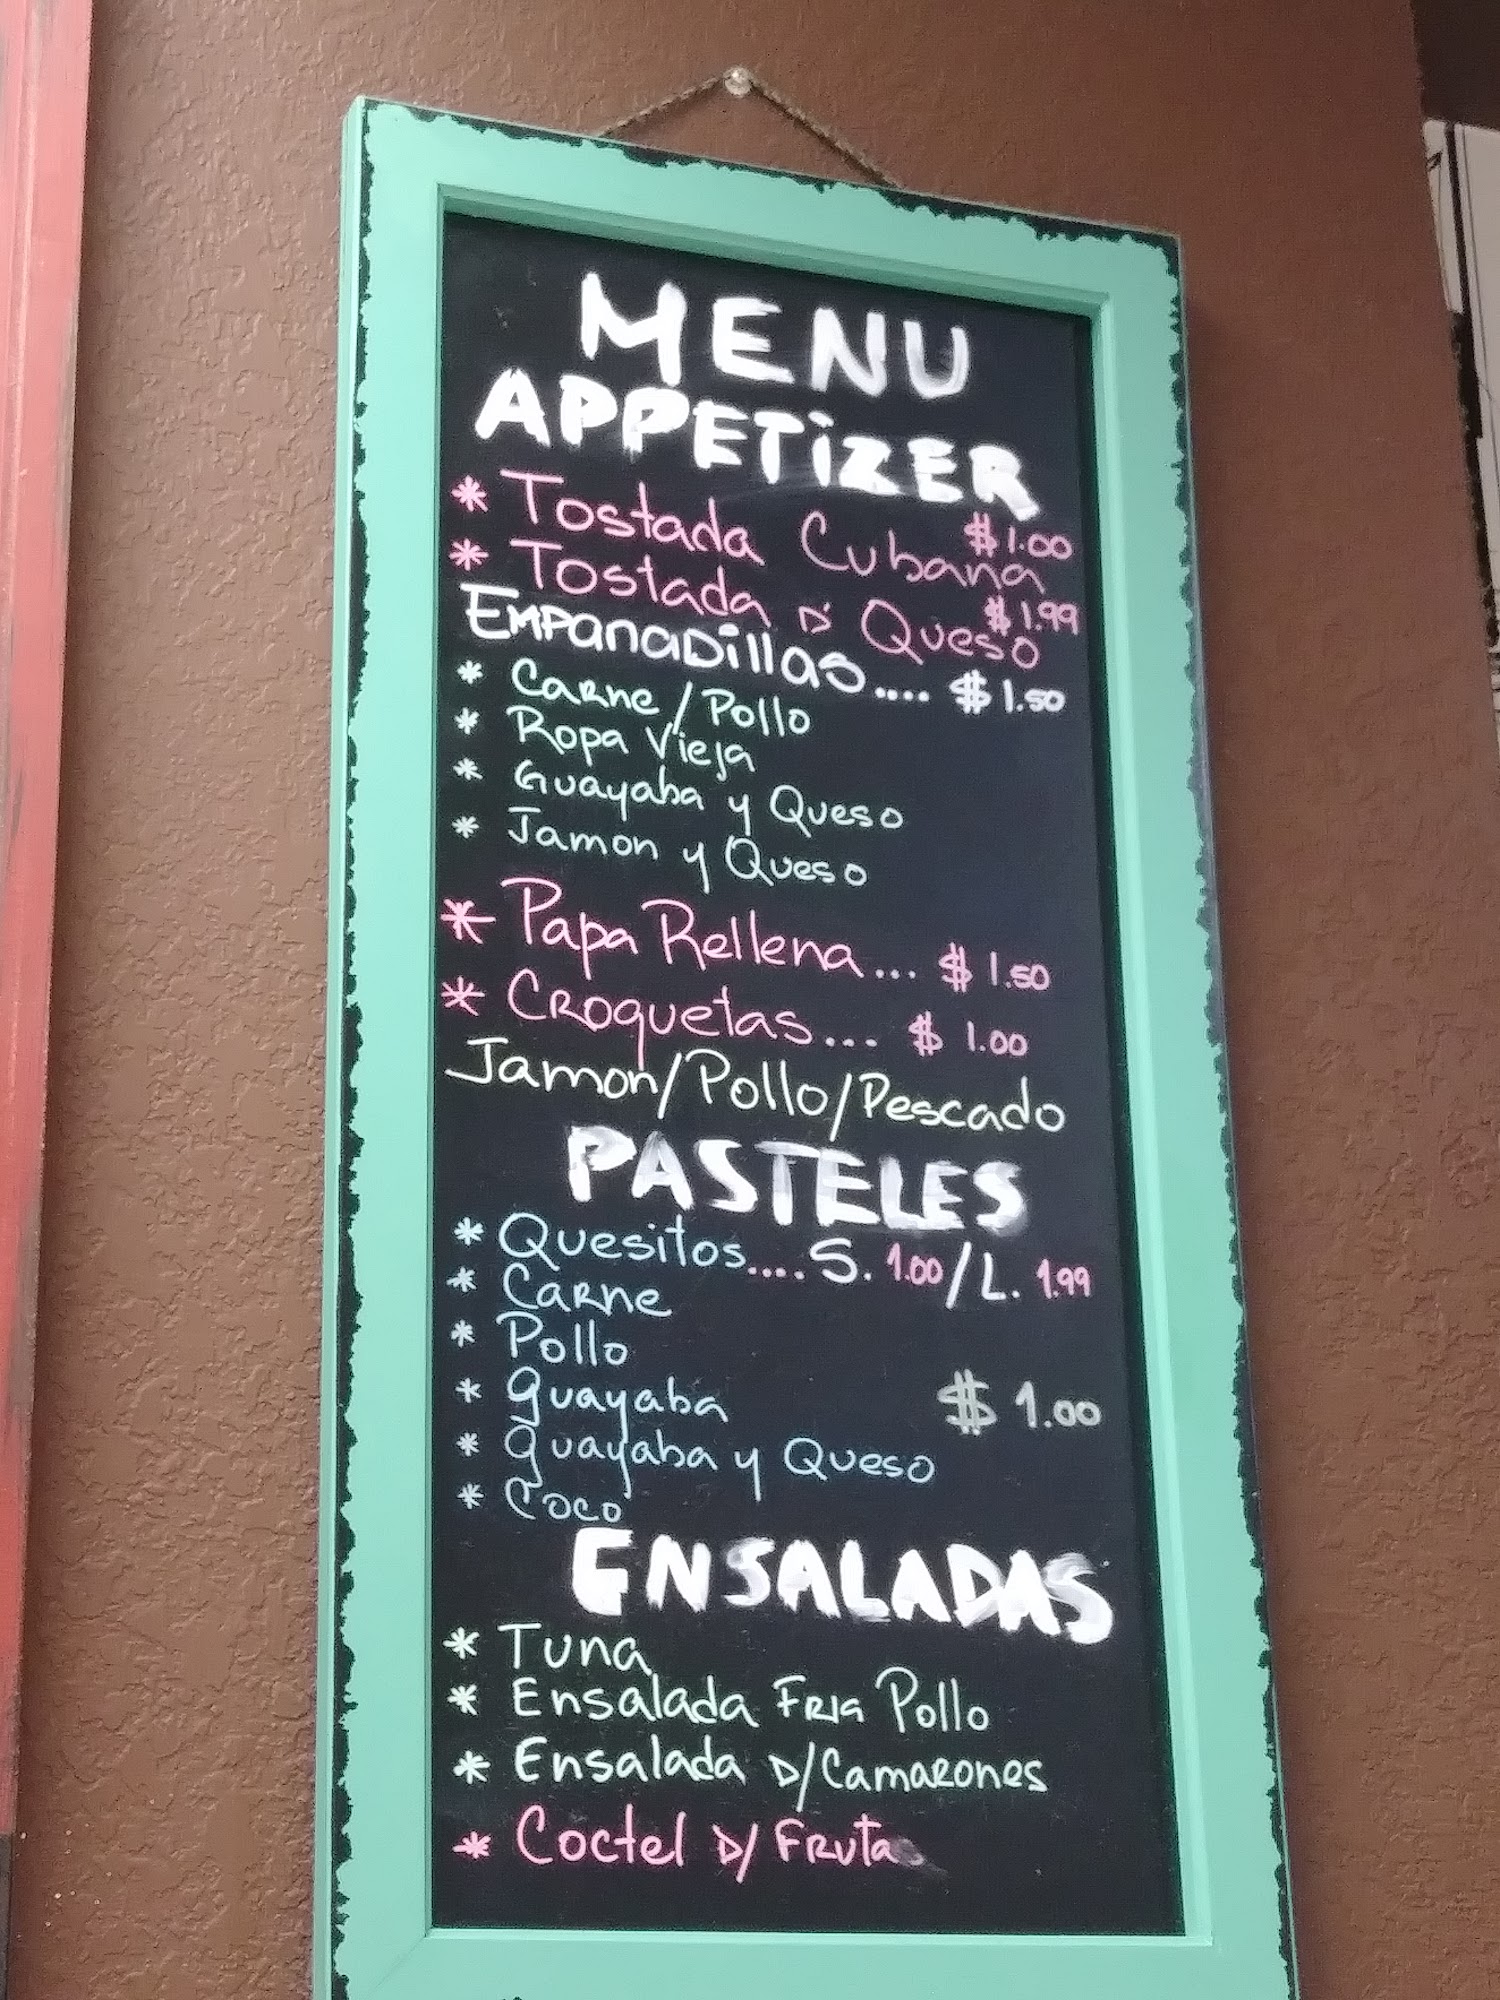 MENU
APPETiZER
* Tostada Cubana $1.00
* Tostada D' Queso $1.99
EmpanaDillas.... $1.50
* Carne/Pollo
* Ropa Vieja
* Guayaba y Queso
* Jamon y Queso
* Papa Rellena... $1.50
* Croquetas... $1.00
Jamon/Pollo/Pescado
PASTELES
* Quesitos.... S. 1.00/L. 1.99
* Carne
* Pollo
* guayaba $1.00
* guayaba y Queso
* Coco
ENSALADAS
* Tuna
* Ensalada Fria Pollo
* Ensalada D/Camarones
* Coctel D/ Fruta